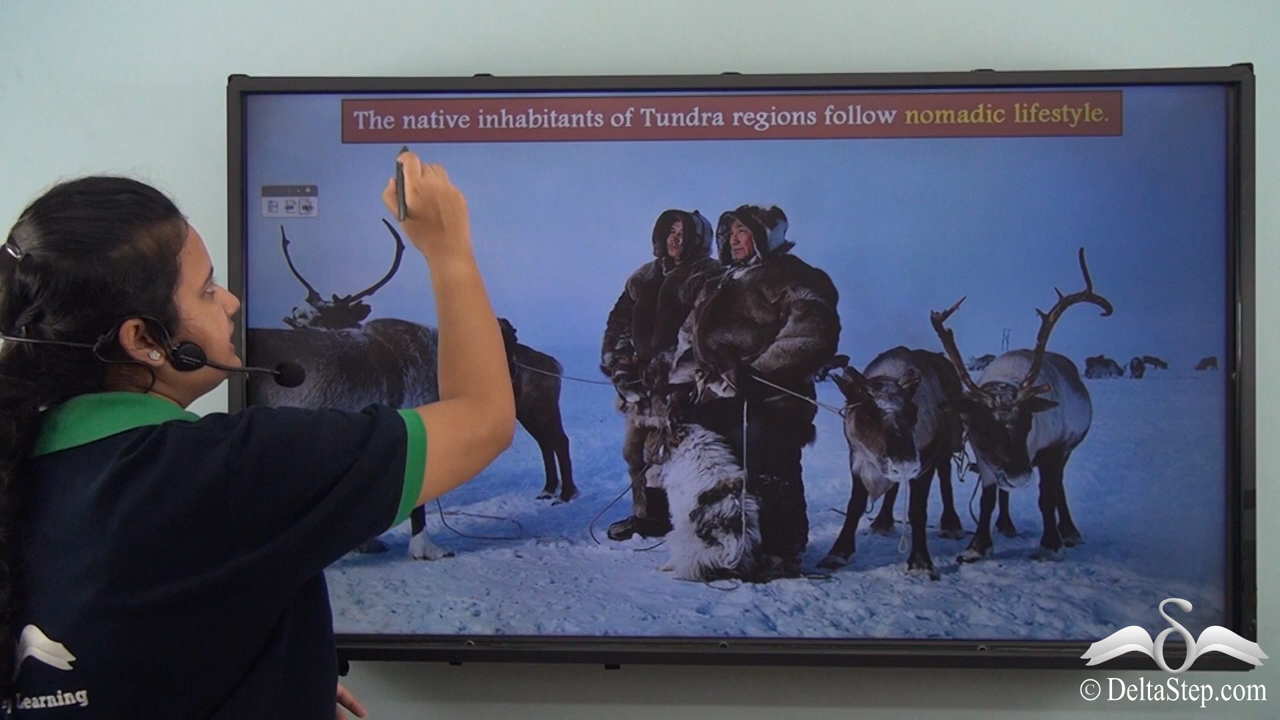 The native inhabitants of Tundra regions follow nomadic lifestyle.
Learning
© DeltaStep.com